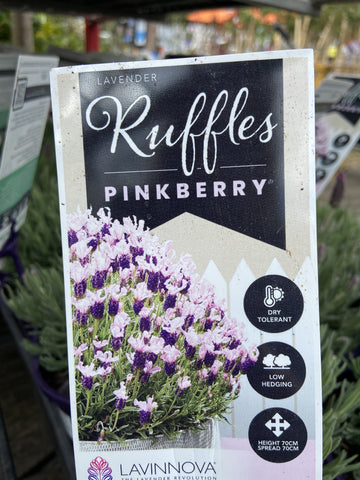 LAVENDER
Ruffles
PINKBERRY
DRY
TOLERANT
LOW
HEDGING
HEIGHT 70CM
SPREAD 70CM
LAVINNOVA
THE LAVENDER REVOLUTION